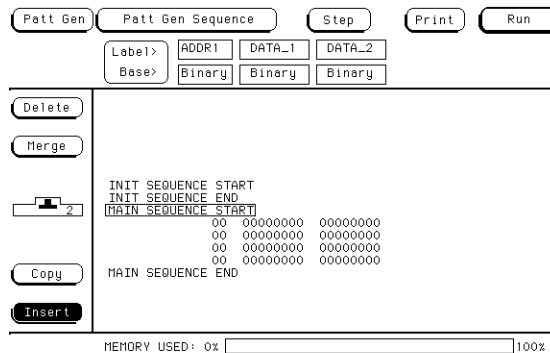 Patt Gen Patt Gen Sequence Step Print Run
Label> ADDR1 DATA_1 DATA_2
Base> Binary Binary Binary
Delete
Merge
INIT SEQUENCE START
INIT SEQUENCE END
MAIN SEQUENCE START
2
00 00000000 00000000
00 00000000 00000000
00 00000000 00000000
00 00000000 00000000
MAIN SEQUENCE END
Copy
Insert
MEMORY USED: 0% 100%